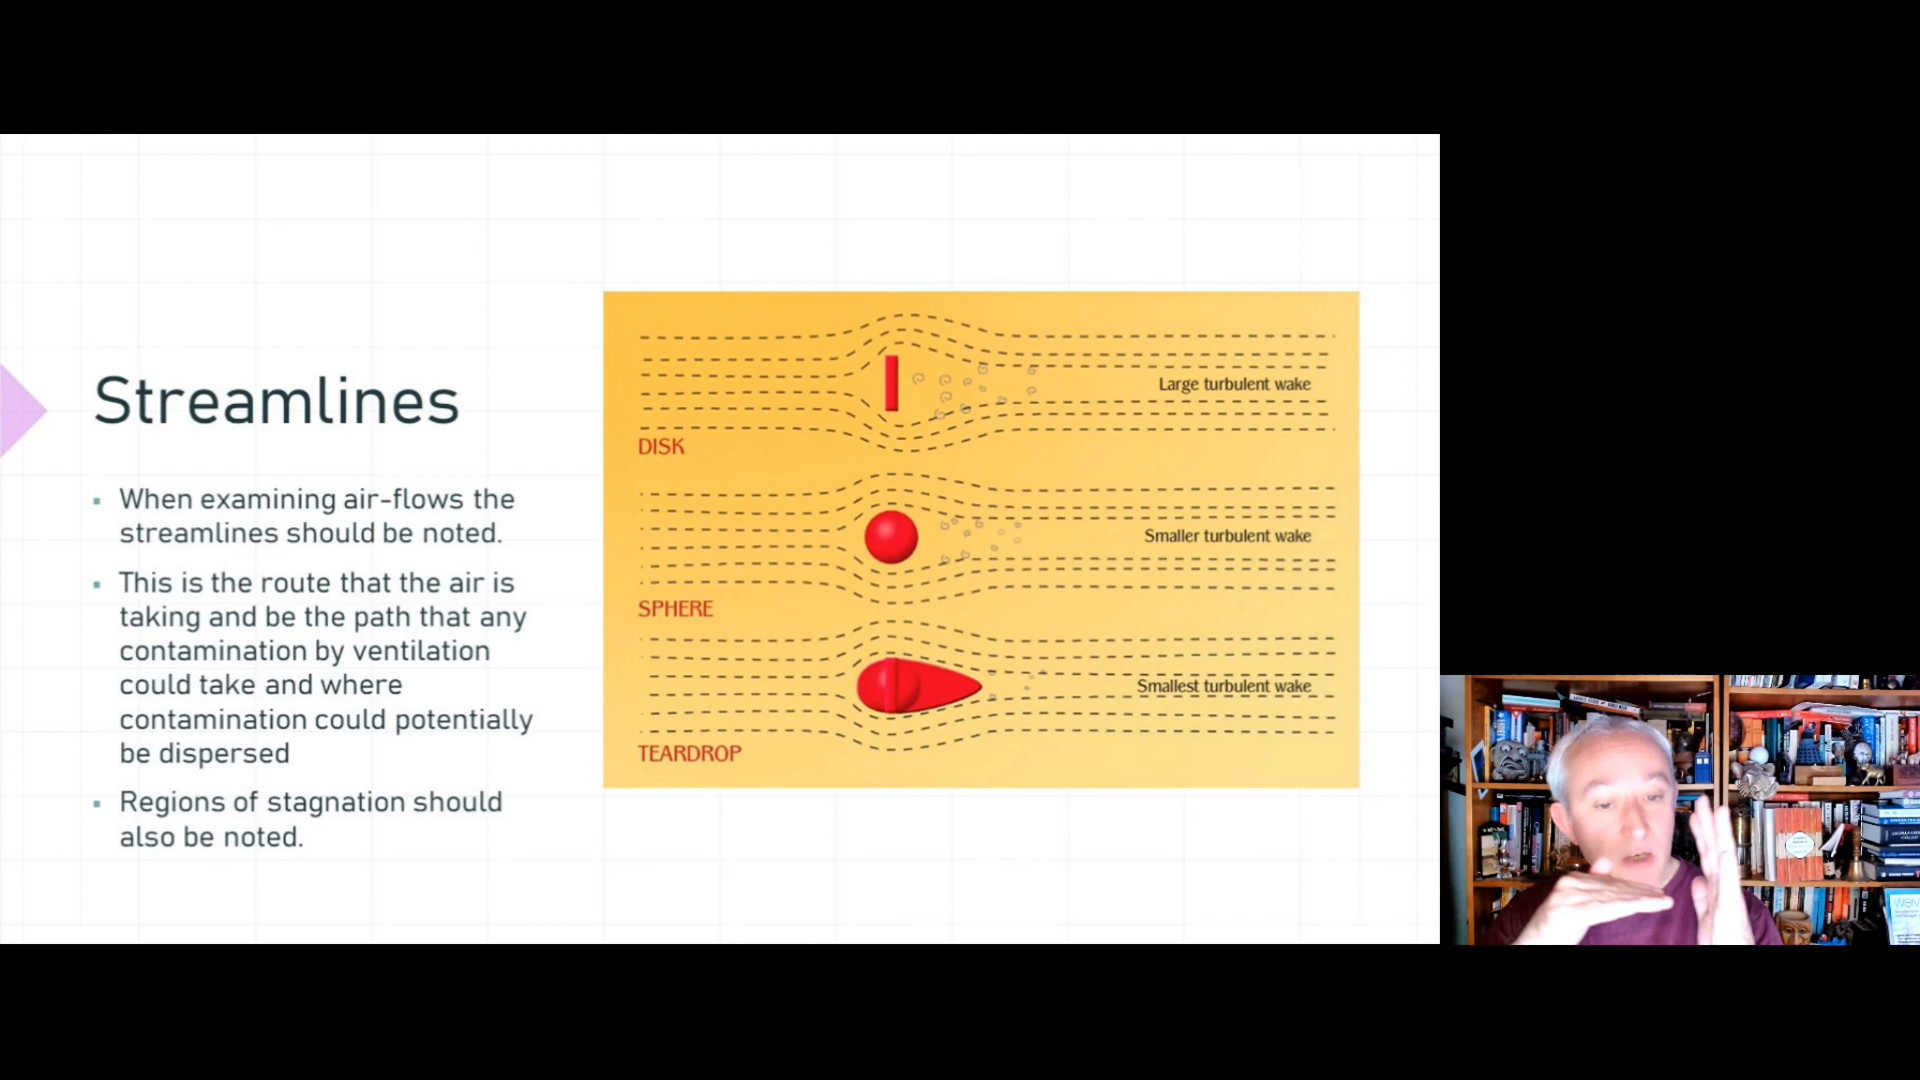 Streamlines
When examining air-flows the
streamlines should be noted.
This is the route that the air is
taking and be the path that any
contamination by ventilation
could take and where
contamination could potentially
be dispersed
Regions of stagnation should
also be noted.
Large turbulent wake
DISK
Smaller turbulent wake
SPHERE
Smallest turbulent wake
TEARDROP